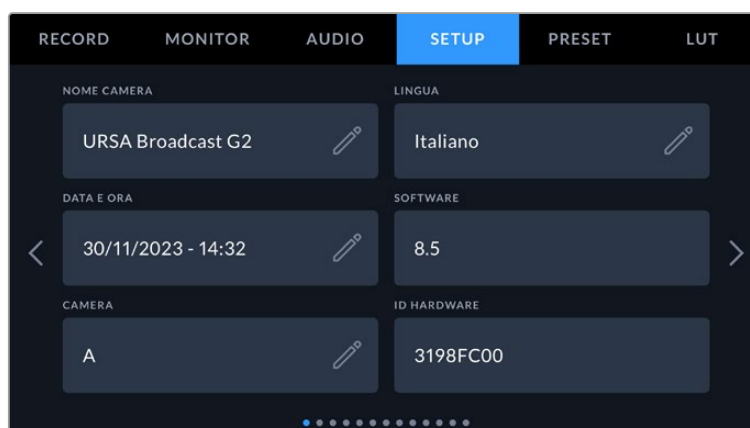 RECORD MONITOR AUDIO SETUP PRESET LUT
NOME CAMERA LINGUA
URSA Broadcast G2 Italiano
DATA E ORA SOFTWARE
30/11/2023 - 14:32 8.5
CAMERA ID HARDWARE
A 3198FC00